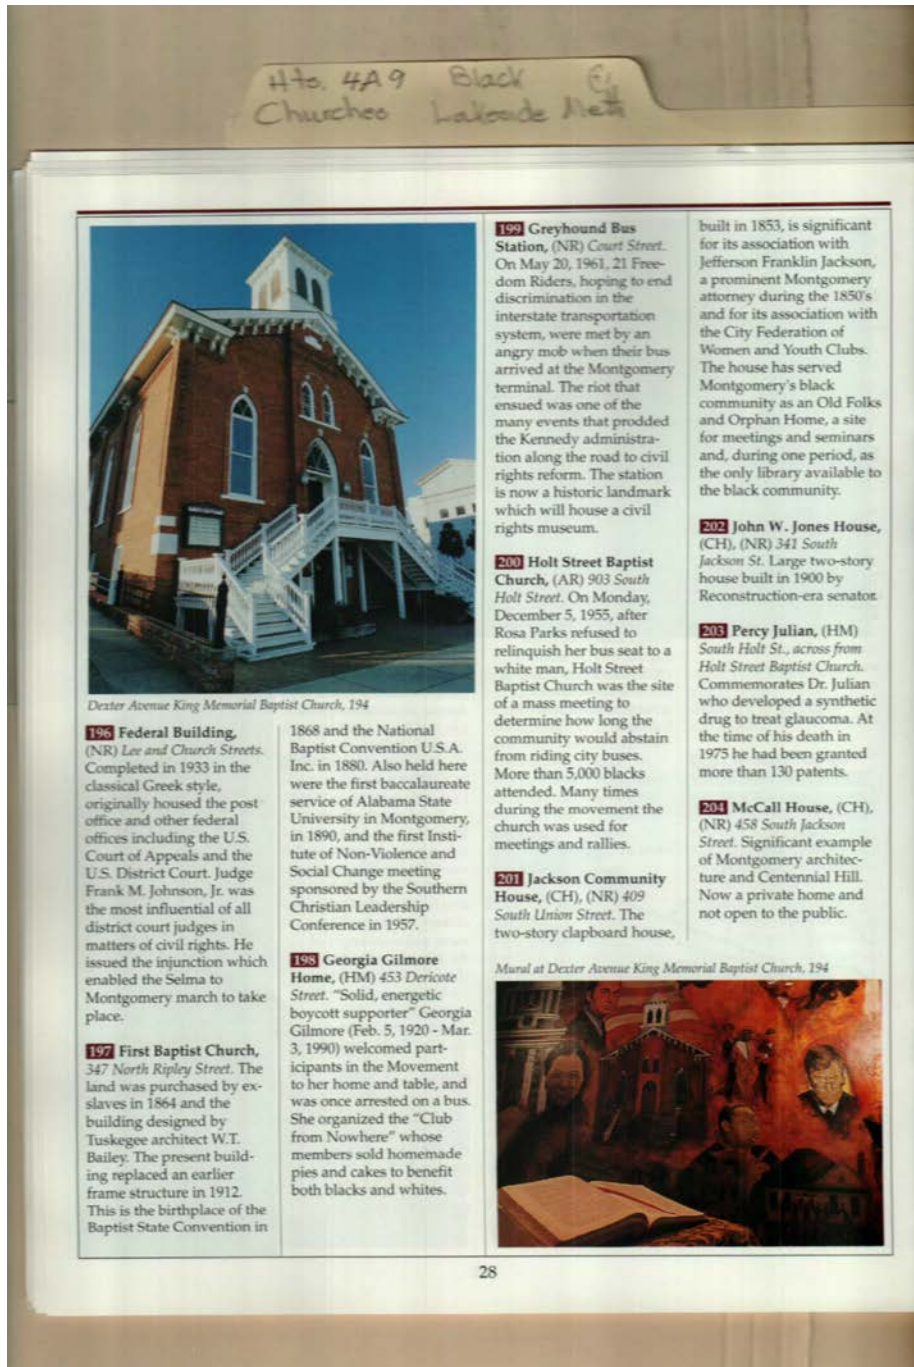 Hts. 4A9 Black
Churches Lakeside Meth
Dexter Avenue King Memorial Baptist Church, 194
196 Federal Building,
(NR) Lee and Church Streets.
Completed in 1933 in the
classical Greek style,
originally housed the post
office and other federal
offices including the U.S.
Court of Appeals and the
U.S. District Court. Judge
Frank M. Johnson, Jr. was
the most influential of all
district court judges in
matters of civil rights. He
issued the injunction which
enabled the Selma to
Montgomery march to take
place.
197 First Baptist Church,
347 North Ripley Street. The
land was purchased by ex-
slaves in 1864 and the
building designed by
Tuskegee architect W.T.
Bailey. The present build-
ing replaced an earlier
frame structure in 1912.
This is the birthplace of the
Baptist State Convention in
1868 and the National
Baptist Convention U.S.A.
Inc. in 1880. Also held here
were the first baccalaureate
service of Alabama State
University in Montgomery,
in 1890, and the first Insti-
tute of Non-Violence and
Social Change meeting
sponsored by the Southern
Christian Leadership
Conference in 1957.
198 Georgia Gilmore
Home, (HM) 453 Dericote
Street. "Solid, energetic
boycott supporter" Georgia
Gilmore (Feb. 5, 1920 - Mar.
3, 1990) welcomed part-
icipants in the Movement
to her home and table, and
was once arrested on a bus.
She organized the "Club
from Nowhere" whose
members sold homemade
pies and cakes to benefit
both blacks and whites.
199 Greyhound Bus
Station, (NR) Court Street.
On May 20, 1961, 21 Free-
dom Riders, hoping to end
discrimination in the
interstate transportation
system, were met by an
angry mob when their bus
arrived at the Montgomery
terminal. The riot that
ensued was one of the
many events that prodded
the Kennedy administra-
tion along the road to civil
rights reform. The station
is now a historic landmark
which will house a civil
rights museum.
200 Holt Street Baptist
Church, (AR) 903 South
Holt Street. On Monday,
December 5, 1955, after
Rosa Parks refused to
relinquish her bus seat to a
white man, Holt Street
Baptist Church was the site
of a mass meeting to
determine how long the
community would abstain
from riding city buses.
More than 5,000 blacks
attended. Many times
during the movement the
church was used for
meetings and rallies.
201 Jackson Community
House, (CH), (NR) 409
South Union Street. The
two-story clapboard house,
built in 1853, is significant
for its association with
Jefferson Franklin Jackson,
a prominent Montgomery
attorney during the 1850's
and for its association with
the City Federation of
Women and Youth Clubs.
The house has served
Montgomery's black
community as an Old Folks
and Orphan Home, a site
for meetings and seminars
and, during one period, as
the only library available to
the black community.
202 John W. Jones House,
(CH), (NR) 341 South
Jackson St. Large two-story
house built in 1900 by
Reconstruction-era senator.
203 Percy Julian, (HM)
South Holt St., across from
Holt Street Baptist Church.
Commemorates Dr. Julian
who developed a synthetic
drug to treat glaucoma. At
the time of his death in
1975 he had been granted
more than 130 patents.
204 McCall House, (CH),
(NR) 458 South Jackson
Street. Significant example
of Montgomery architec-
ture and Centennial Hill.
Now a private home and
not open to the public.
Mural at Dexter Avenue King Memorial Baptist Church, 194
28